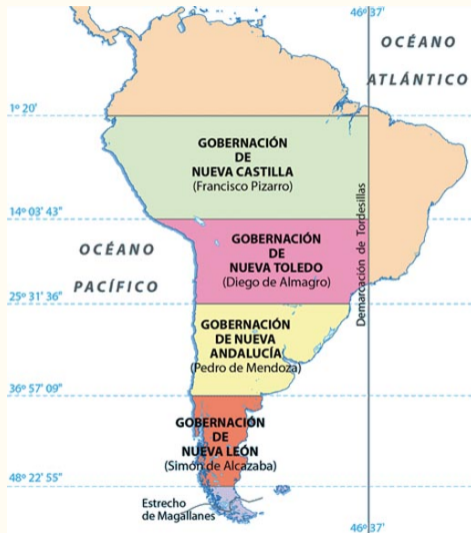 46º 37’
OCÉANO
ATLÁNTICO
1º 20’
GOBERNACIÓN
DE
NUEVA CASTILLA
(Francisco Pizarro)
14º 03’ 43”
GOBERNACIÓN
DE
NUEVA TOLEDO
(Diego de Almagro)
Demarcación de Tordesillas
OCÉANO
PACÍFICO
25º 31’ 36”
GOBERNACIÓN
DE NUEVA
ANDALUCÍA
(Pedro de Mendoza)
36º 57’ 09”
GOBERNACIÓN
DE
NUEVA LEÓN
(Simón de Alcazaba)
48º 22’ 55”
Estrecho
de Magallanes
46º 37’